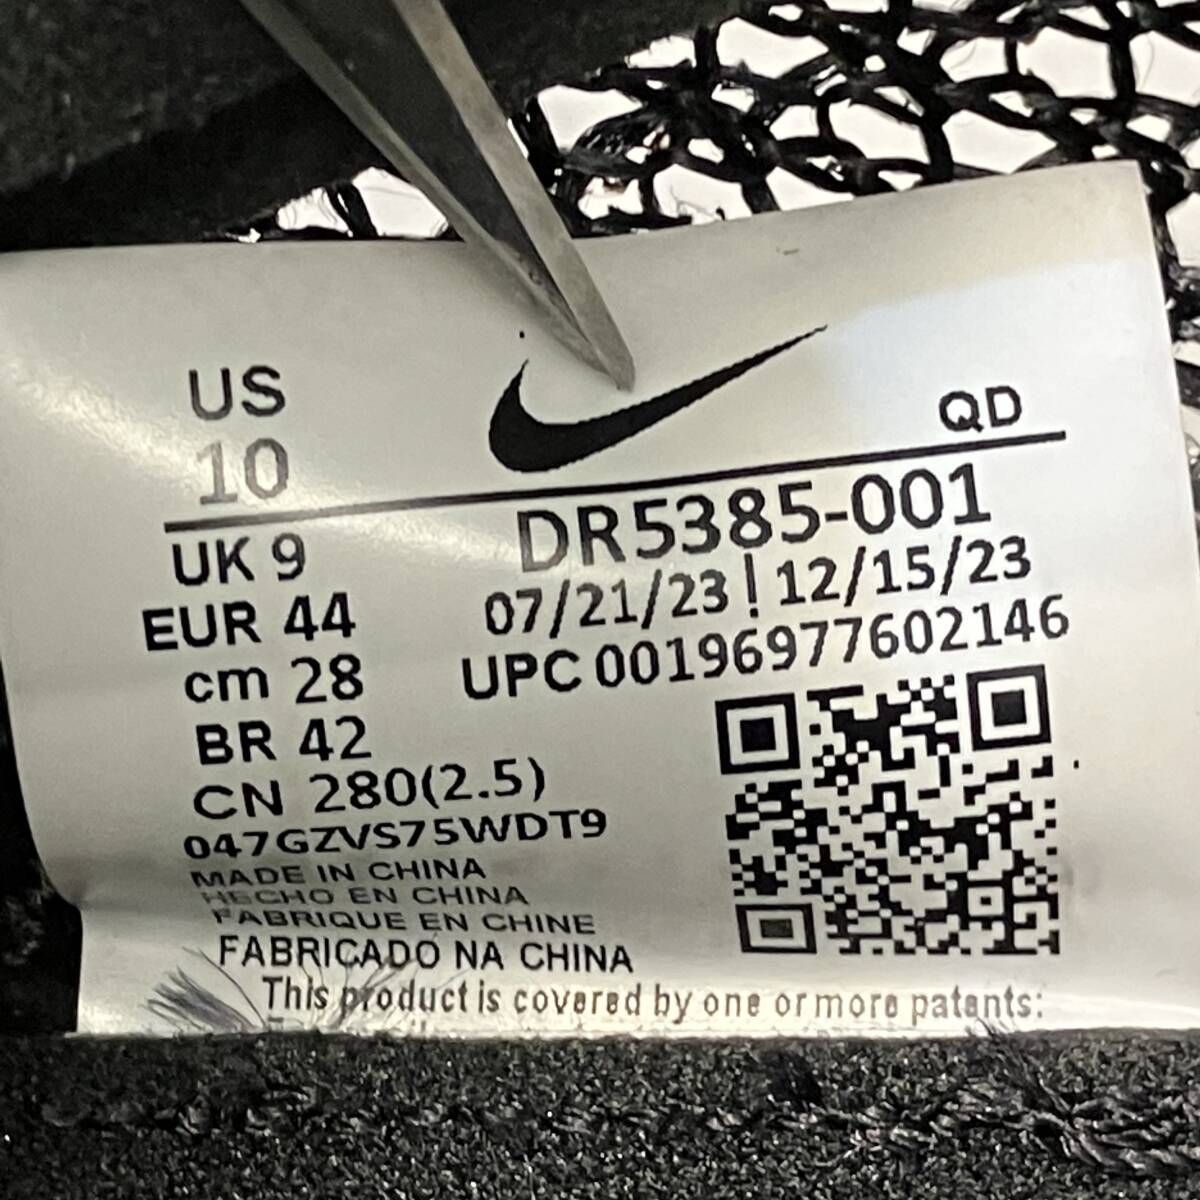 US
10
QD
UK 9
DR5385-001
EUR 44
07/21/23 ! 12/15/23
cm 28
UPC 00196977602146
BR 42
CN 280(2.5)
047GZVS75WDT9
MADE IN CHINA
HECHO EN CHINA
FABRIQUE EN CHINE
FABRICADO NA CHINA
This product is covered by one or more patents: